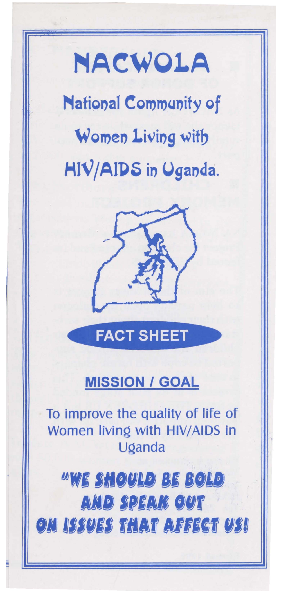 NACWOLA
National Community of
Women Living with
HIV/AIDS in Uganda.
FACT SHEET
MISSION / GOAL
To improve the quality of life of
Women living with HIV/AIDS In
Uganda
"WE SHOULD BE BOLD
AND SPEAK OUT
ON ISSUES THAT AFFECT US!